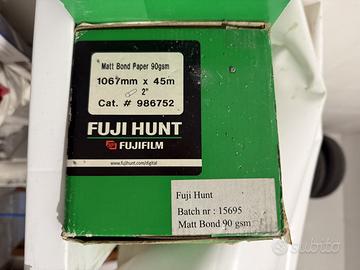 Matt Bond Paper 90gsm
1067mm x 45m
2"
Cat. # 986752
FUJI HUNT
FUJIFILM
www.fujihunt.com/digital
Fuji Hunt
Batch nr : 15695
Matt Bond 90 gsm
subito